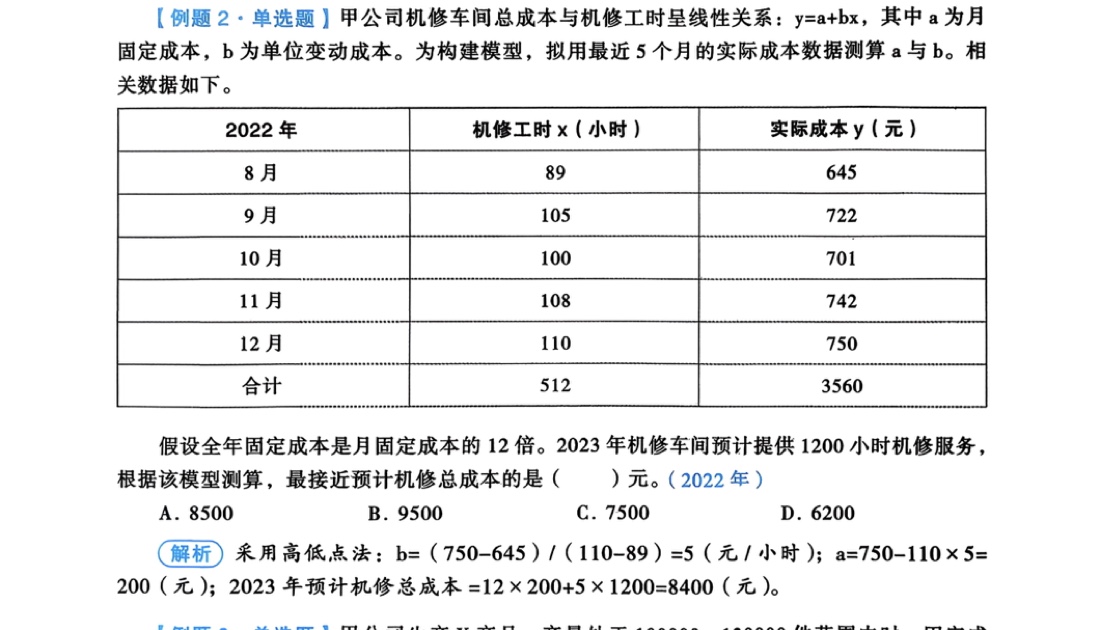 【例题2·单选题】甲公司机修车间总成本与机修工时呈线性关系：y=a+bx，其中 a 为月
固定成本，b 为单位变动成本。为构建模型，拟用最近 5 个月的实际成本数据测算 a 与 b。相
关数据如下。
2022 年 机修工时 x（小时） 实际成本 y（元）
8 月 89 645
9 月 105 722
10 月 100 701
11 月 108 742
12 月 110 750
合计 512 3560
假设全年固定成本是月固定成本的 12 倍。2023 年机修车间预计提供 1200 小时机修服务，
根据该模型测算，最接近预计机修总成本的是（ ）元。（2022 年）
A. 8500 B. 9500 C. 7500 D. 6200
解析 采用高低点法：b=（750−645）/（110−89）=5（元/小时）；a=750−110×5=
200（元）；2023 年预计机修总成本 =12×200+5×1200=8400（元）。